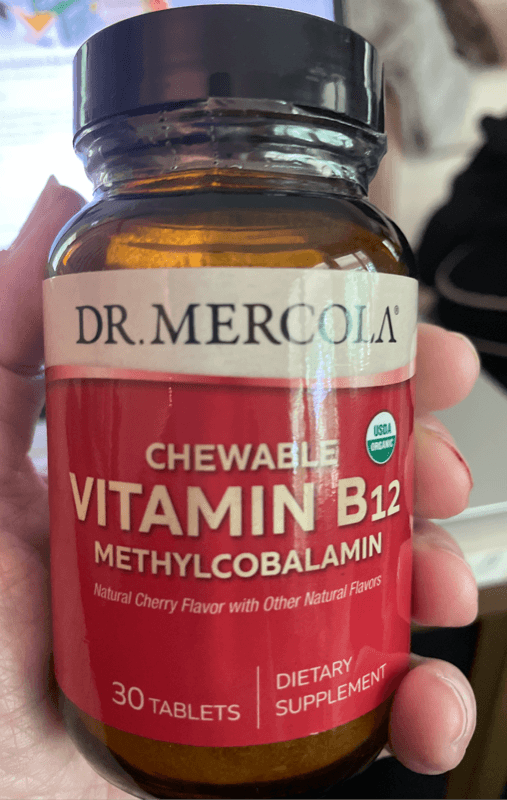 DR. MERCOLA®
USDA
ORGANIC
CHEWABLE
VITAMIN B12
METHYLCOBALAMIN
Natural Cherry Flavor with Other Natural Flavors
30 TABLETS
DIETARY
SUPPLEMENT